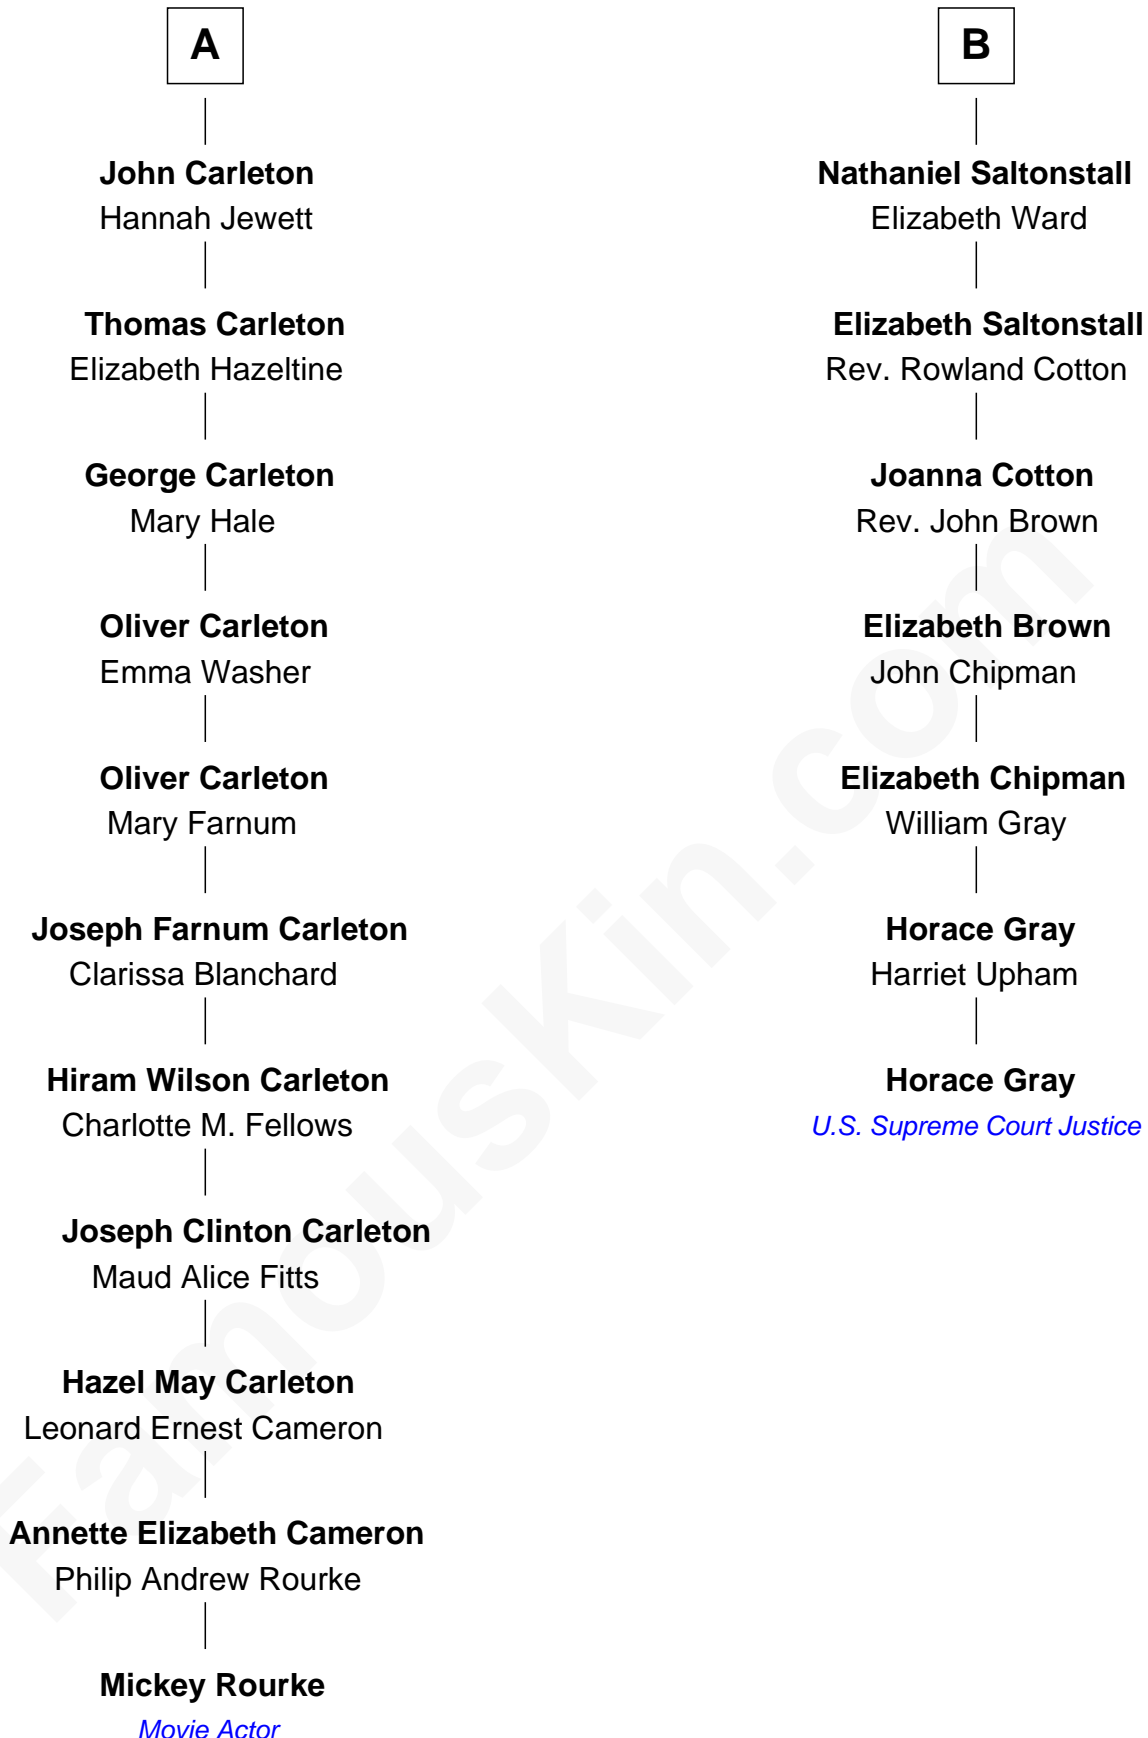 A
John Carleton
Hannah Jewett
Thomas Carleton
Elizabeth Hazeltine
George Carleton
Mary Hale
Oliver Carleton
Emma Washer
Oliver Carleton
Mary Farnum
Joseph Farnum Carleton
Clarissa Blanchard
Hiram Wilson Carleton
Charlotte M. Fellows
Joseph Clinton Carleton
Maud Alice Fitts
Hazel May Carleton
Leonard Ernest Cameron
Annette Elizabeth Cameron
Philip Andrew Rourke
Mickey Rourke
Movie Actor
B
Nathaniel Saltonstall
Elizabeth Ward
Elizabeth Saltonstall
Rev. Rowland Cotton
Joanna Cotton
Rev. John Brown
Elizabeth Brown
John Chipman
Elizabeth Chipman
William Gray
Horace Gray
Harriet Upham
Horace Gray
U.S. Supreme Court Justice
FamousKin.com